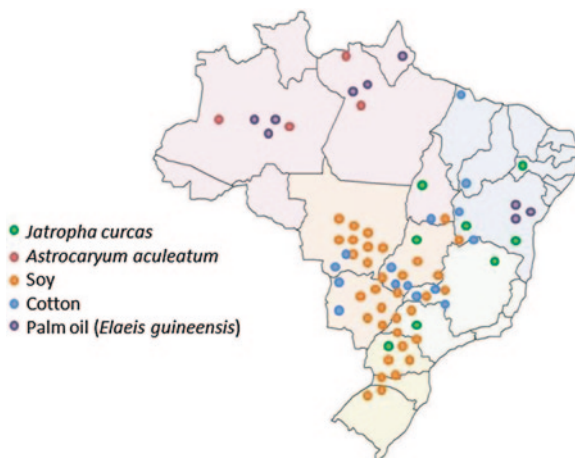 Jatropha curcas
Astrocaryum aculeatum
Soy
Cotton
Palm oil (Elaeis guineensis)